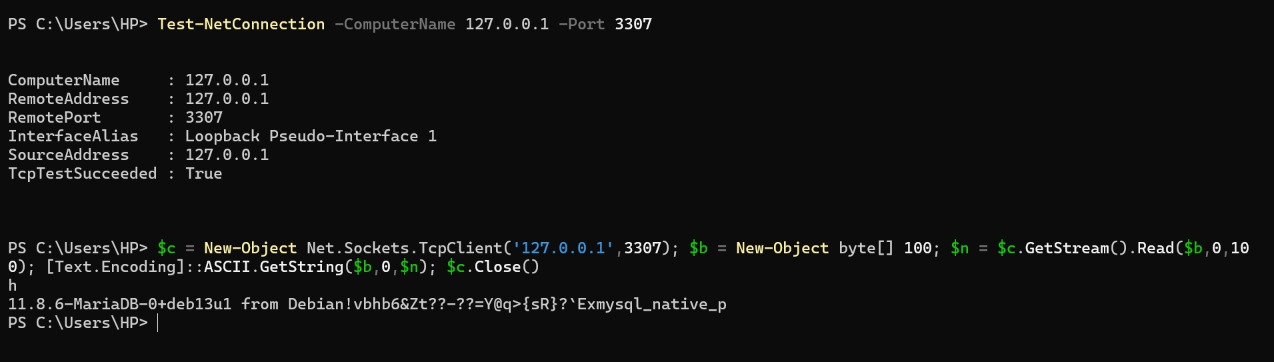 PS C:\Users\HP> Test-NetConnection -ComputerName 127.0.0.1 -Port 3307
ComputerName     : 127.0.0.1
RemoteAddress    : 127.0.0.1
RemotePort       : 3307
InterfaceAlias   : Loopback Pseudo-Interface 1
SourceAddress    : 127.0.0.1
TcpTestSucceeded : True
PS C:\Users\HP> $c = New-Object Net.Sockets.TcpClient('127.0.0.1',3307); $b = New-Object byte[] 100; $n = $c.GetStream().Read($b,0,10
0); [Text.Encoding]::ASCII.GetString($b,0,$n); $c.Close()
h
11.8.6-MariaDB-0+deb13u1 from Debian!vbhb6&Zt??-??=Y@q>{sR}?`Exmysql_native_p
PS C:\Users\HP>